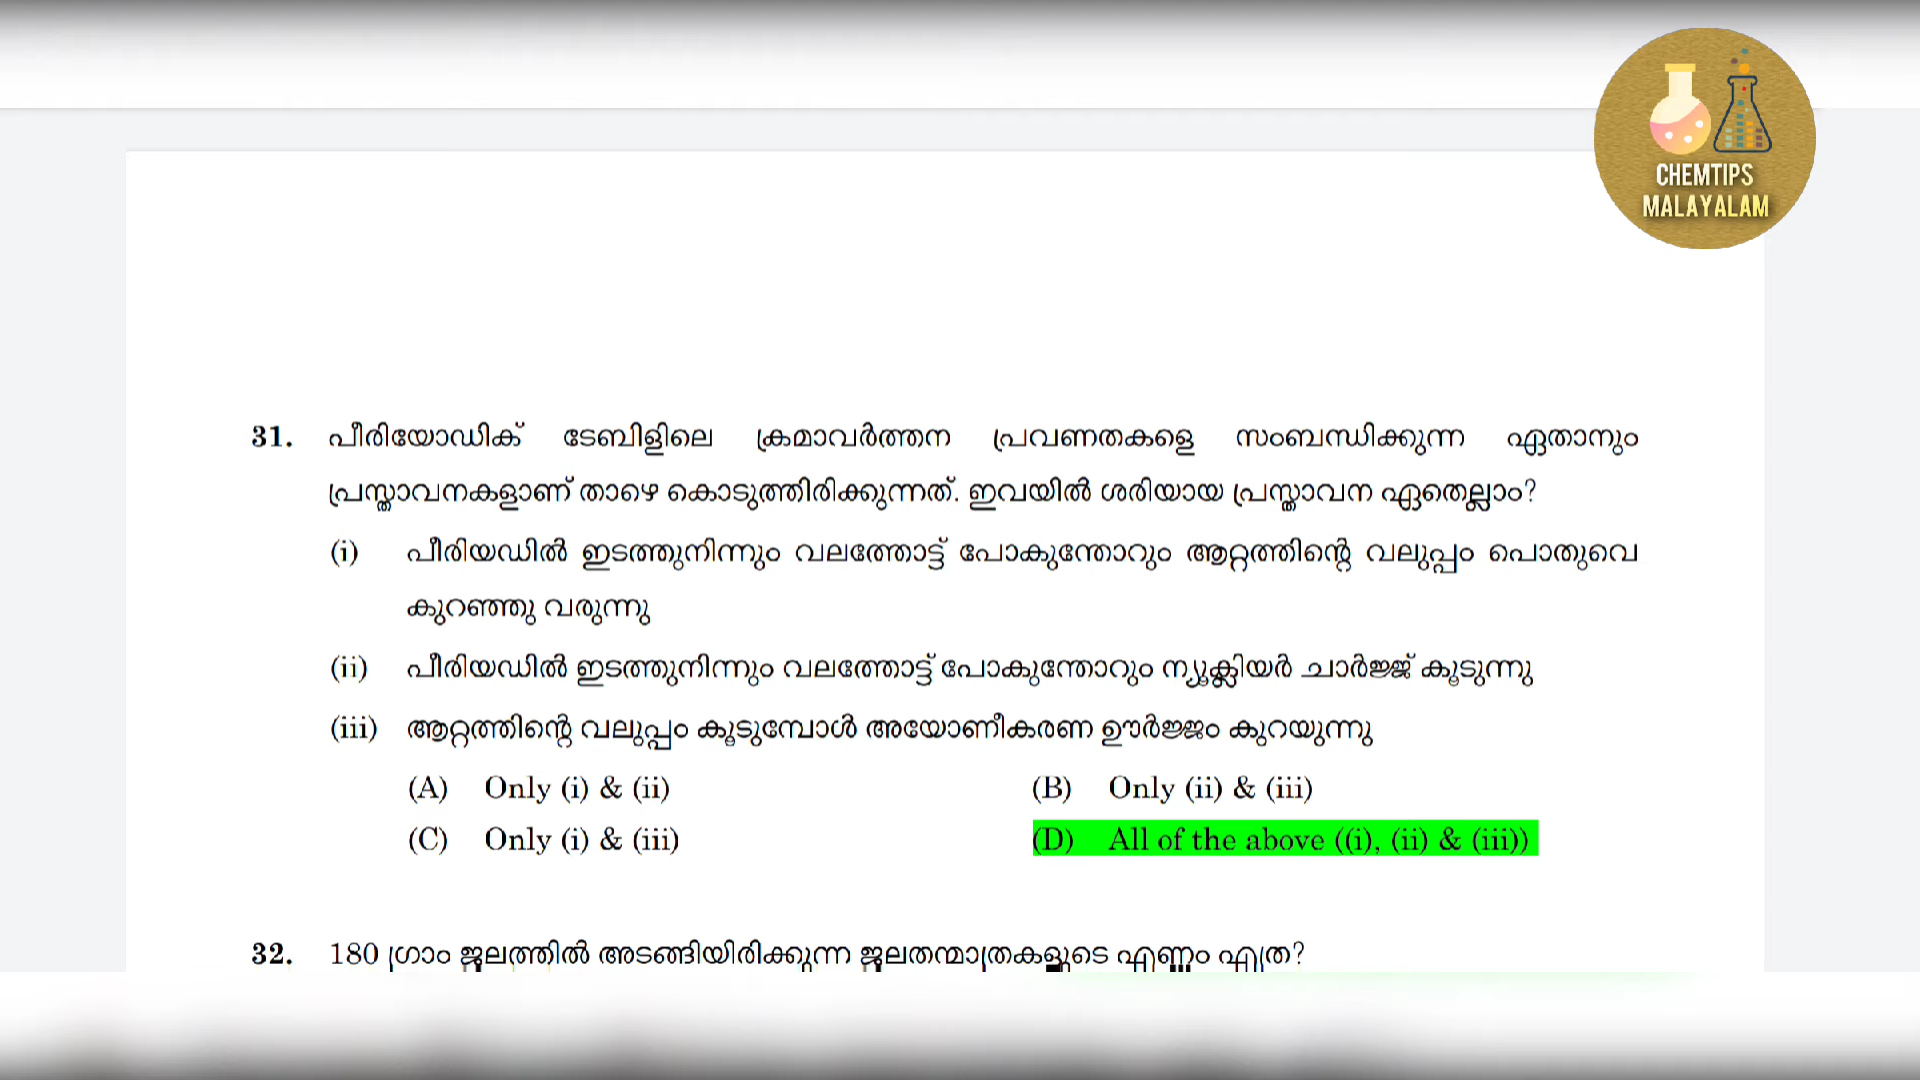 CHEMTIPS
MALAYALAM
31. പീരിയോഡിക് ടേബിളിലെ ക്രമാവർത്തന പ്രവണതകളെ സംബന്ധിക്കുന്ന ഏതാനും
പ്രസ്താവനകളാണ് താഴെ കൊടുത്തിരിക്കുന്നത്. ഇവയിൽ ശരിയായ പ്രസ്താവന ഏതെല്ലാം?
(i) പീരിയഡിൽ ഇടത്തുനിന്നും വലത്തോട്ട് പോകുന്തോറും ആറ്റത്തിന്റെ വലുപ്പം പൊതുവെ
കുറഞ്ഞു വരുന്നു
(ii) പീരിയഡിൽ ഇടത്തുനിന്നും വലത്തോട്ട് പോകുന്തോറും ന്യൂക്ലിയർ ചാർജ്ജ് കൂടുന്നു
(iii) ആറ്റത്തിന്റെ വലുപ്പം കൂടുമ്പോൾ അയോണീകരണ ഊർജ്ജം കുറയുന്നു
(A) Only (i) & (ii) (B) Only (ii) & (iii)
(C) Only (i) & (iii) (D) All of the above ((i), (ii) & (iii))
32. 180 ഗ്രാം ജലത്തിൽ അടങ്ങിയിരിക്കുന്ന ജലതന്മാത്രകളുടെ എണ്ണം എത്ര?